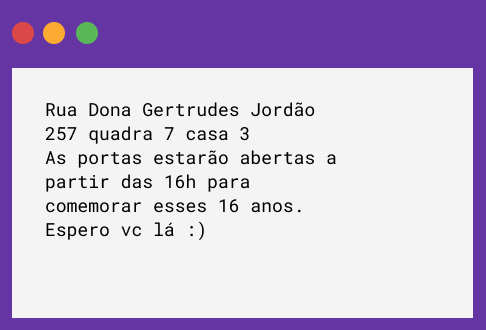 Rua Dona Gertrudes Jordão
257 quadra 7 casa 3
As portas estarão abertas a
partir das 16h para
comemorar esses 16 anos.
Espero vc lá :)